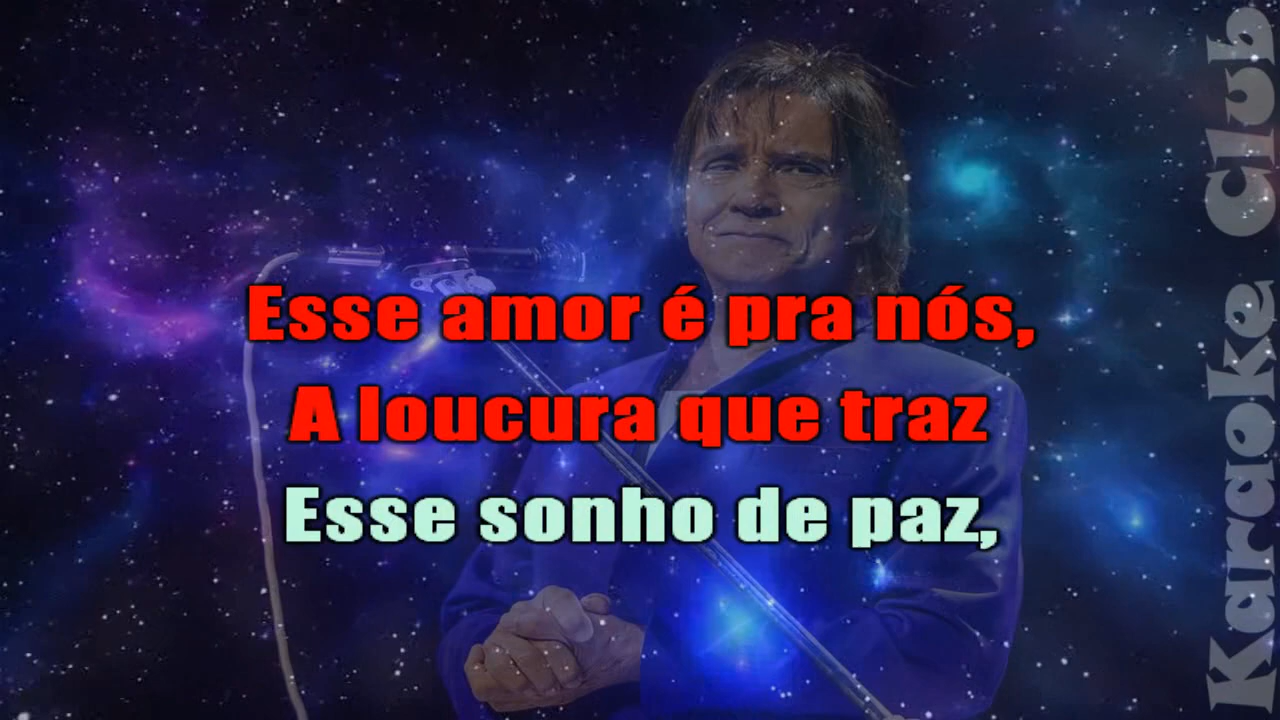 Esse amor é pra nós,
A loucura que traz
Esse sonho de paz,
Karaoke Club